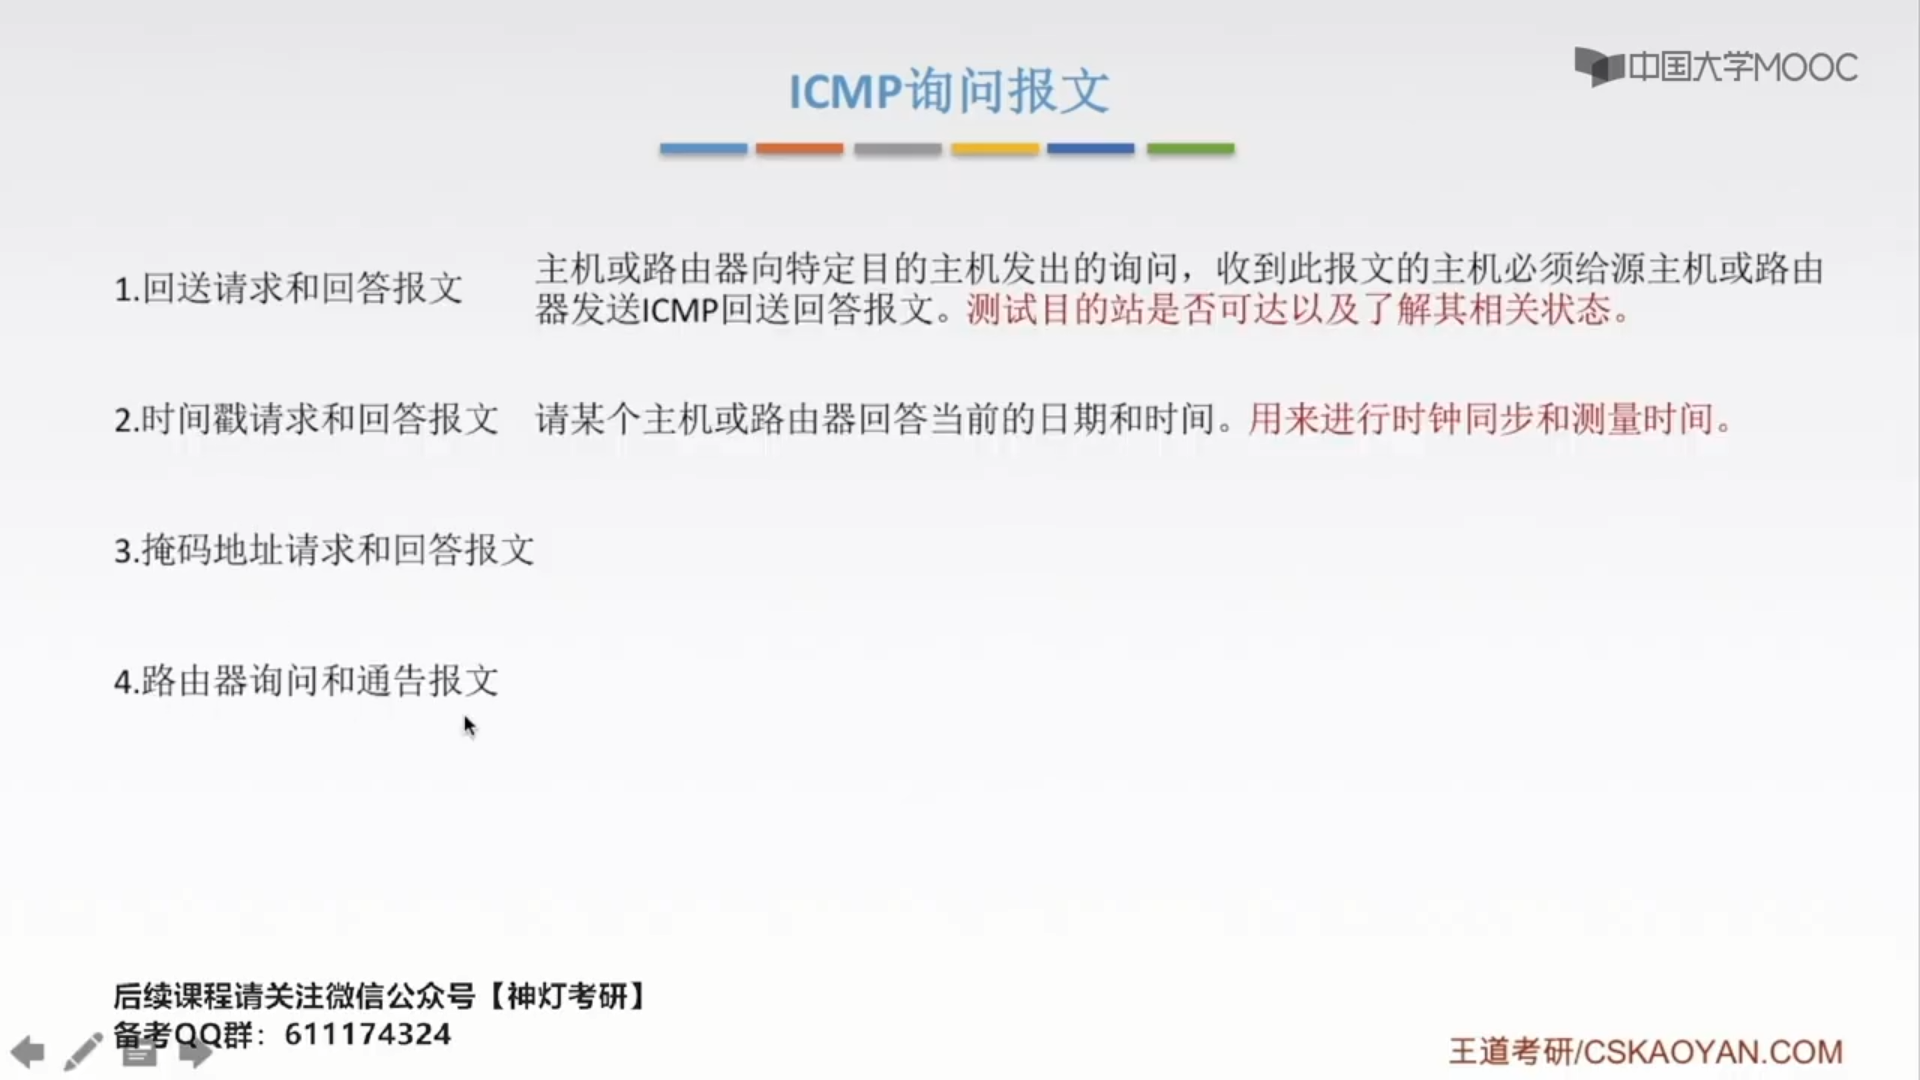 中国大学MOOC
ICMP询问报文
1.回送请求和回答报文
主机或路由器向特定目的主机发出的询问，收到此报文的主机必须给源主机或路由
器发送ICMP回送回答报文。测试目的站是否可达以及了解其相关状态。
2.时间戳请求和回答报文
请某个主机或路由器回答当前的日期和时间。用来进行时钟同步和测量时间。
3.掩码地址请求和回答报文
4.路由器询问和通告报文
后续课程请关注微信公众号【神灯考研】
备考QQ群：611174324
王道考研/CSKAOYAN.COM